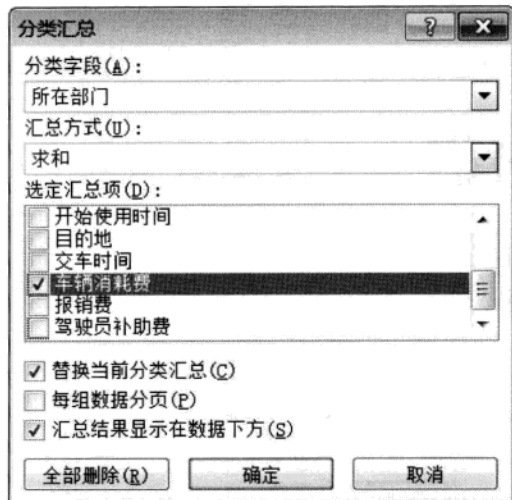 分类汇总
分类字段(A):
所在部门
汇总方式(U):
求和
选定汇总项(D):
开始使用时间
目的地
交车时间
车辆消耗费
报销费
驾驶员补助费
替换当前分类汇总(C)
每组数据分页(P)
汇总结果显示在数据下方(S)
全部删除(R) 确定 取消